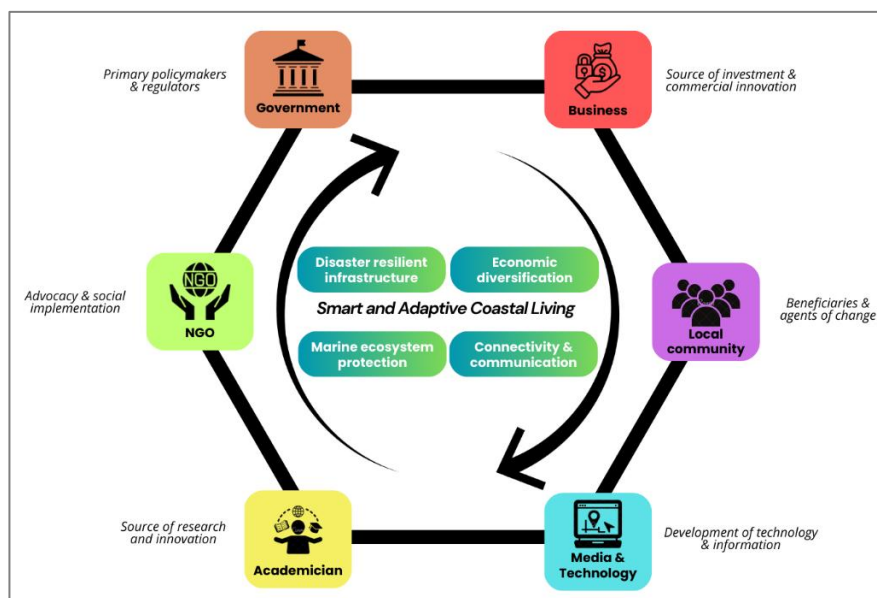 Primary policymakers
& regulators
Government
Business
Source of investment &
commercial innovation
Advocacy & social
implementation
NGO
NGO
Disaster resilient
infrastructure
Economic
diversification
Smart and Adaptive Coastal Living
Marine ecosystem
protection
Connectivity &
communication
Local
community
Beneficiaries &
agents of change
Source of research
and innovation
Academician
Media &
Technology
Development of technology
& information